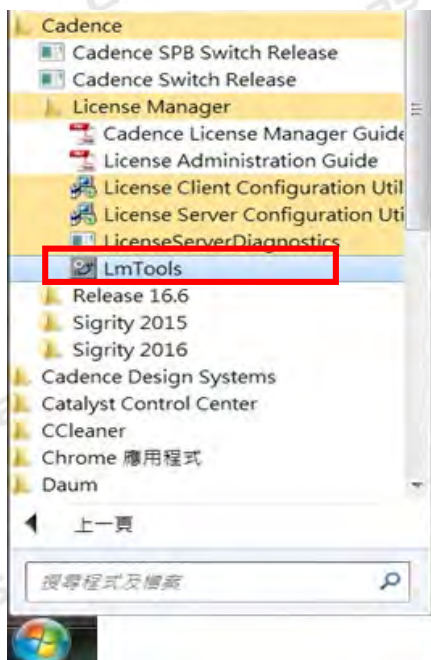 Cadence
Cadence SPB Switch Release
Cadence Switch Release
License Manager
Cadence License Manager Guide
License Administration Guide
License Client Configuration Util
License Server Configuration Uti
LicenseServerDiagnostics
LmTools
Release 16.6
Sigrity 2015
Sigrity 2016
Cadence Design Systems
Catalyst Control Center
CCleaner
Chrome 應用程式
Daum
上一頁
搜尋程式及檔案